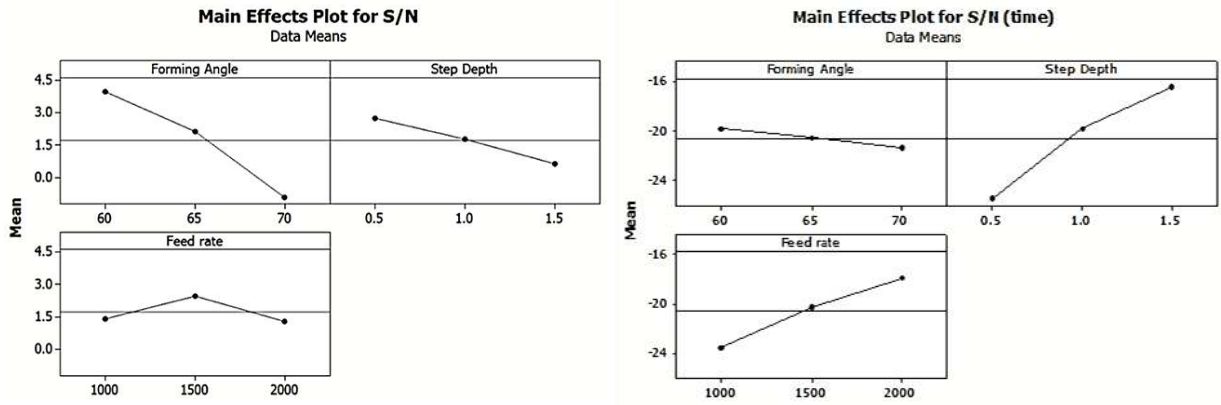 Main Effects Plot for S/N
Data Means
Forming Angle
Step Depth
4.5
3.0
1.5
0.0
60 65 70
0.5 1.0 1.5
Mean
Feed rate
4.5
3.0
1.5
0.0
1000 1500 2000
Main Effects Plot for S/N (time)
Data Means
Forming Angle
Step Depth
-16
-20
-24
60 65 70
0.5 1.0 1.5
Mean
Feed rate
-16
-20
-24
1000 1500 2000